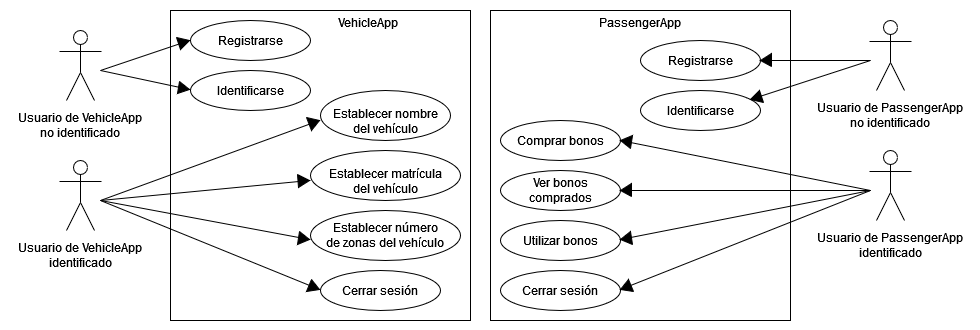 VehicleApp
Registrarse
Identificarse
Usuario de VehicleApp
no identificado
Establecer nombre
del vehículo
Establecer matrícula
del vehículo
Establecer número
de zonas del vehículo
Cerrar sesión
Usuario de VehicleApp
identificado
PassengerApp
Registrarse
Identificarse
Usuario de PassengerApp
no identificado
Comprar bonos
Ver bonos
comprados
Utilizar bonos
Cerrar sesión
Usuario de PassengerApp
identificado